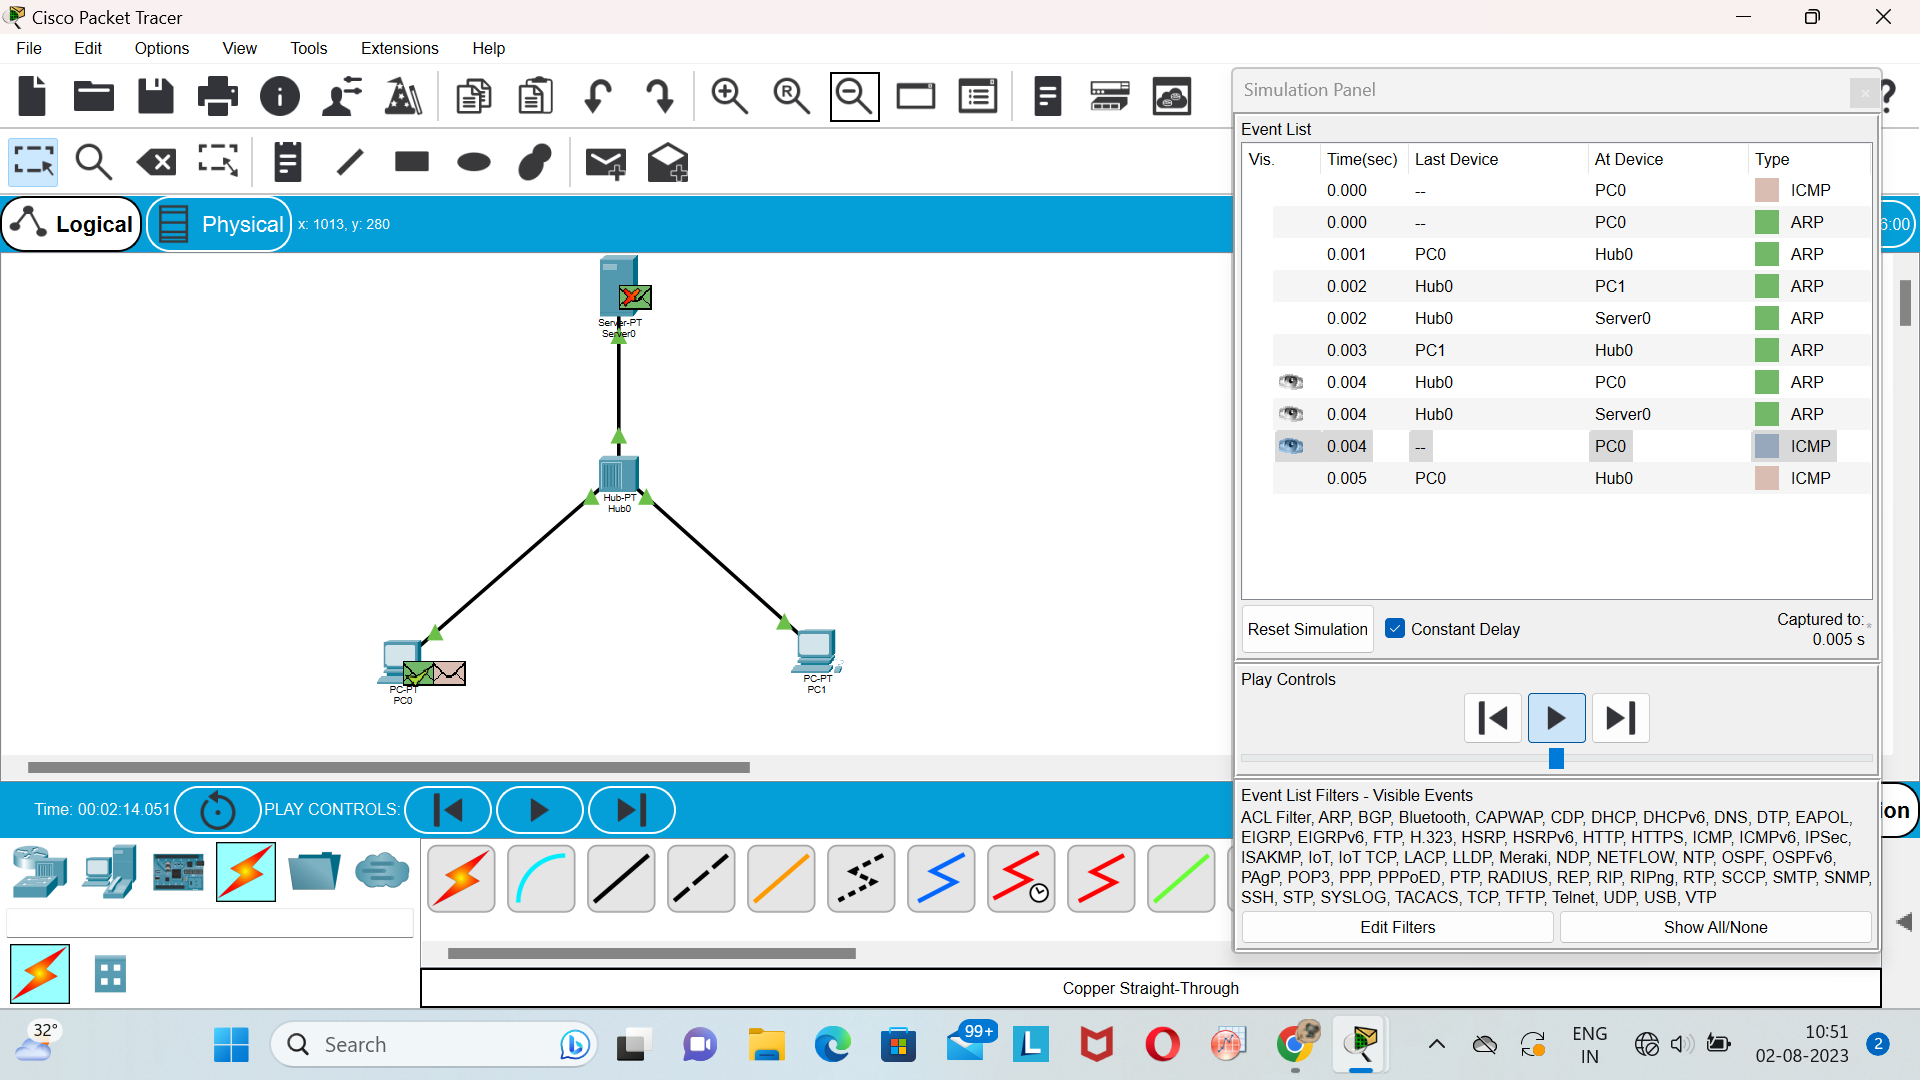 Cisco Packet Tracer
File Edit Options View Tools Extensions Help
Logical Physical x: 1013, y: 280
6:00
Server-PT
Server0
Hub-PT
Hub0
PC-PT
PC0
PC-PT
PC1
Simulation Panel
Event List
Vis. Time(sec) Last Device At Device Type
0.000 -- PC0 ICMP
0.000 -- PC0 ARP
0.001 PC0 Hub0 ARP
0.002 Hub0 PC1 ARP
0.002 Hub0 Server0 ARP
0.003 PC1 Hub0 ARP
0.004 Hub0 PC0 ARP
0.004 Hub0 Server0 ARP
0.004 -- PC0 ICMP
0.005 PC0 Hub0 ICMP
Reset Simulation Constant Delay Captured to:
0.005 s
Play Controls
Event List Filters - Visible Events
ACL Filter, ARP, BGP, Bluetooth, CAPWAP, CDP, DHCP, DHCPv6, DNS, DTP, EAPOL,
EIGRP, EIGRPv6, FTP, H.323, HSRP, HSRPv6, HTTP, HTTPS, ICMP, ICMPv6, IPSec,
ISAKMP, IoT, IoT TCP, LACP, LLDP, Meraki, NDP, NETFLOW, NTP, OSPF, OSPFv6,
PAgP, POP3, PPP, PPPoED, PTP, RADIUS, REP, RIP, RIPng, RTP, SCCP, SMTP, SNMP,
SSH, STP, SYSLOG, TACACS, TCP, TFTP, Telnet, UDP, USB, VTP
Edit Filters Show All/None
Time: 00:02:14.051 PLAY CONTROLS:
ion
Copper Straight-Through
32°
Search
99+
ENG
IN
10:51
02-08-2023
2